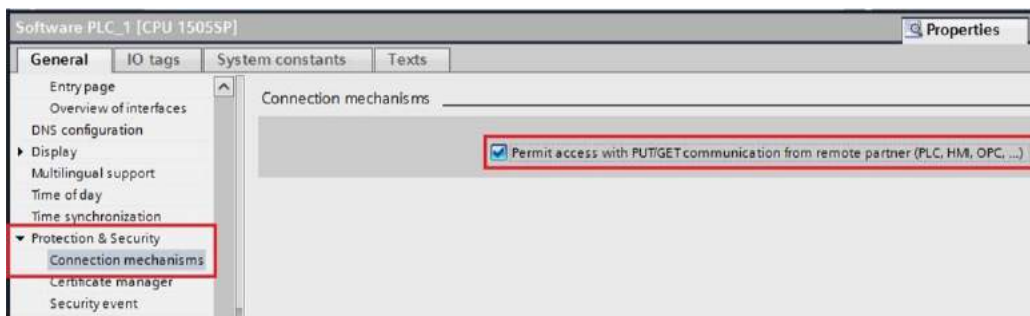 Software PLC_1 [CPU 1505SP]
Properties
General
IO tags
System constants
Texts
Entry page
Overview of interfaces
DNS configuration
Display
Multilingual support
Time of day
Time synchronization
Protection & Security
Connection mechanisms
Certificate manager
Security event
Connection mechanisms
Permit access with PUT/GET communication from remote partner (PLC, HMI, OPC, ...)